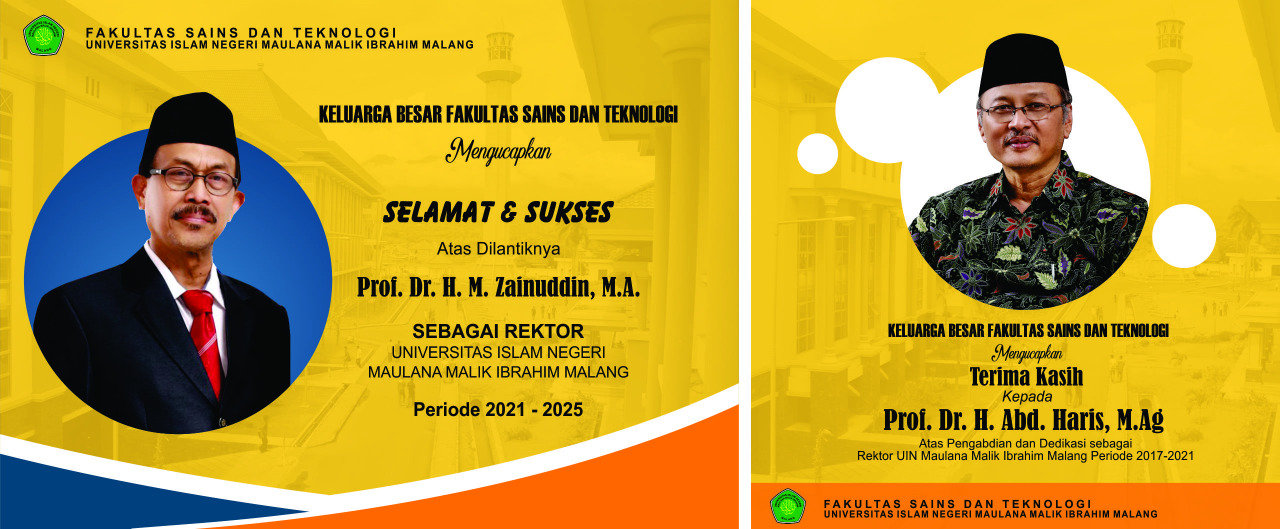 FAKULTAS SAINS DAN TEKNOLOGI
UNIVERSITAS ISLAM NEGERI MAULANA MALIK IBRAHIM MALANG
KELUARGA BESAR FAKULTAS SAINS DAN TEKNOLOGI
Mengucapkan
SELAMAT & SUKSES
Atas Dilantiknya
Prof. Dr. H. M. Zainuddin, M.A.
SEBAGAI REKTOR
UNIVERSITAS ISLAM NEGERI
MAULANA MALIK IBRAHIM MALANG
Periode 2021 - 2025
KELUARGA BESAR FAKULTAS SAINS DAN TEKNOLOGI
Mengucapkan
Terima Kasih
Kepada
Prof. Dr. H. Abd. Haris, M.Ag
Atas Pengabdian dan Dedikasi sebagai
Rektor UIN Maulana Malik Ibrahim Malang Periode 2017-2021
FAKULTAS SAINS DAN TEKNOLOGI
UNIVERSITAS ISLAM NEGERI MAULANA MALIK IBRAHIM MALANG